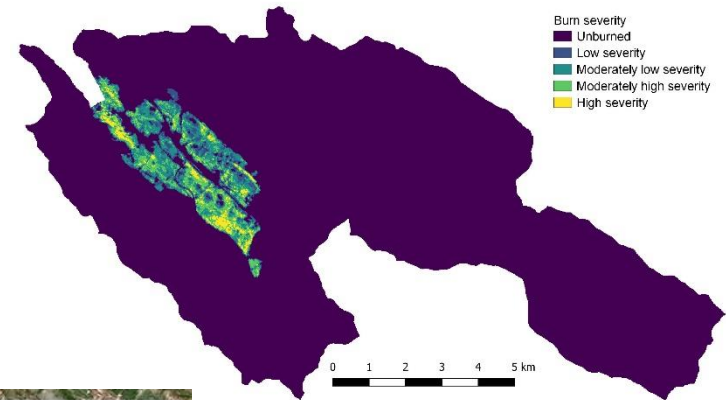 Burn severity
Unburned
Low severity
Moderately low severity
Moderately high severity
High severity
0 1 2 3 4 5 km